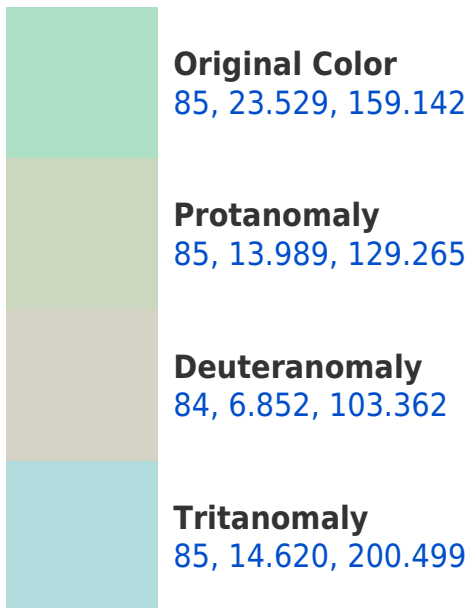 Original Color
85, 23.529, 159.142
Protanomaly
85, 13.989, 129.265
Deuteranomaly
84, 6.852, 103.362
Tritanomaly
85, 14.620, 200.499